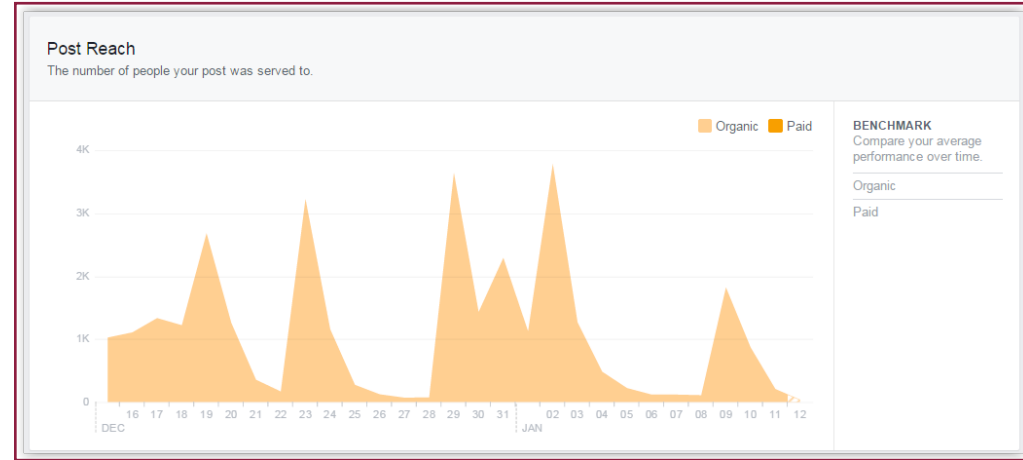 Post Reach
The number of people your post was served to.
Organic Paid
BENCHMARK
Compare your average
performance over time.
Organic
Paid
4K
3K
2K
1K
0
16 17 18 19 20 21 22 23 24 25 26 27 28 29 30 31 02 03 04 05 06 07 08 09 10 11 12
DEC JAN